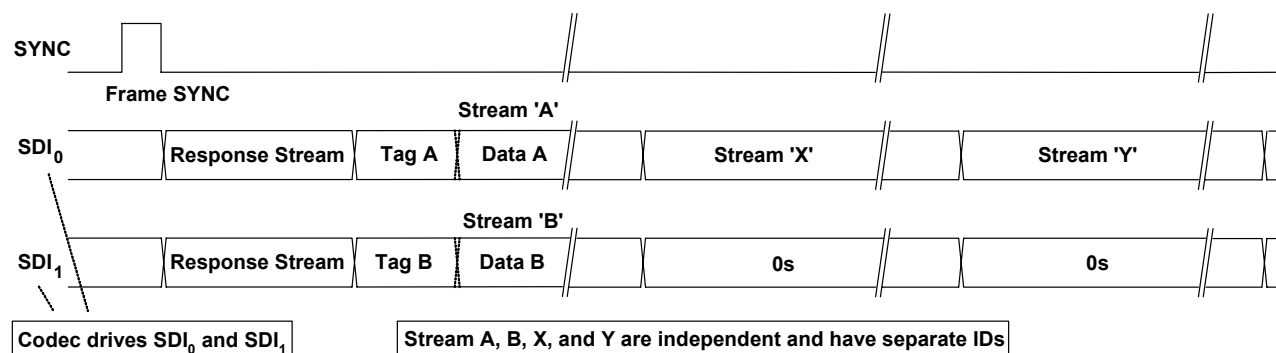 SYNC
Frame SYNC
Stream 'A'
SDI0 Response Stream Tag A Data A Stream 'X' Stream 'Y'
Stream 'B'
SDI1 Response Stream Tag B Data B 0s 0s
Codec drives SDI0 and SDI1
Stream A, B, X, and Y are independent and have separate IDs